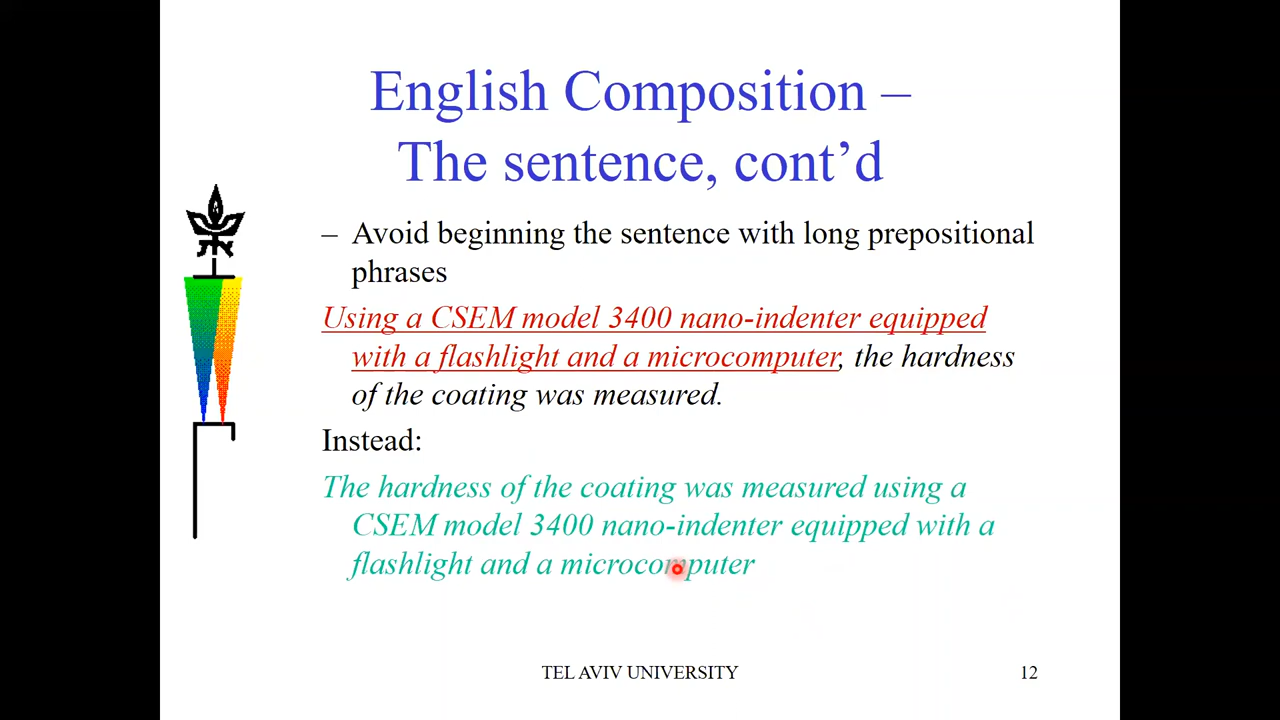 English Composition –
The sentence, cont’d
– Avoid beginning the sentence with long prepositional
phrases
Using a CSEM model 3400 nano-indenter equipped
with a flashlight and a microcomputer, the hardness
of the coating was measured.
Instead:
The hardness of the coating was measured using a
CSEM model 3400 nano-indenter equipped with a
flashlight and a microcomputer
TEL AVIV UNIVERSITY 12